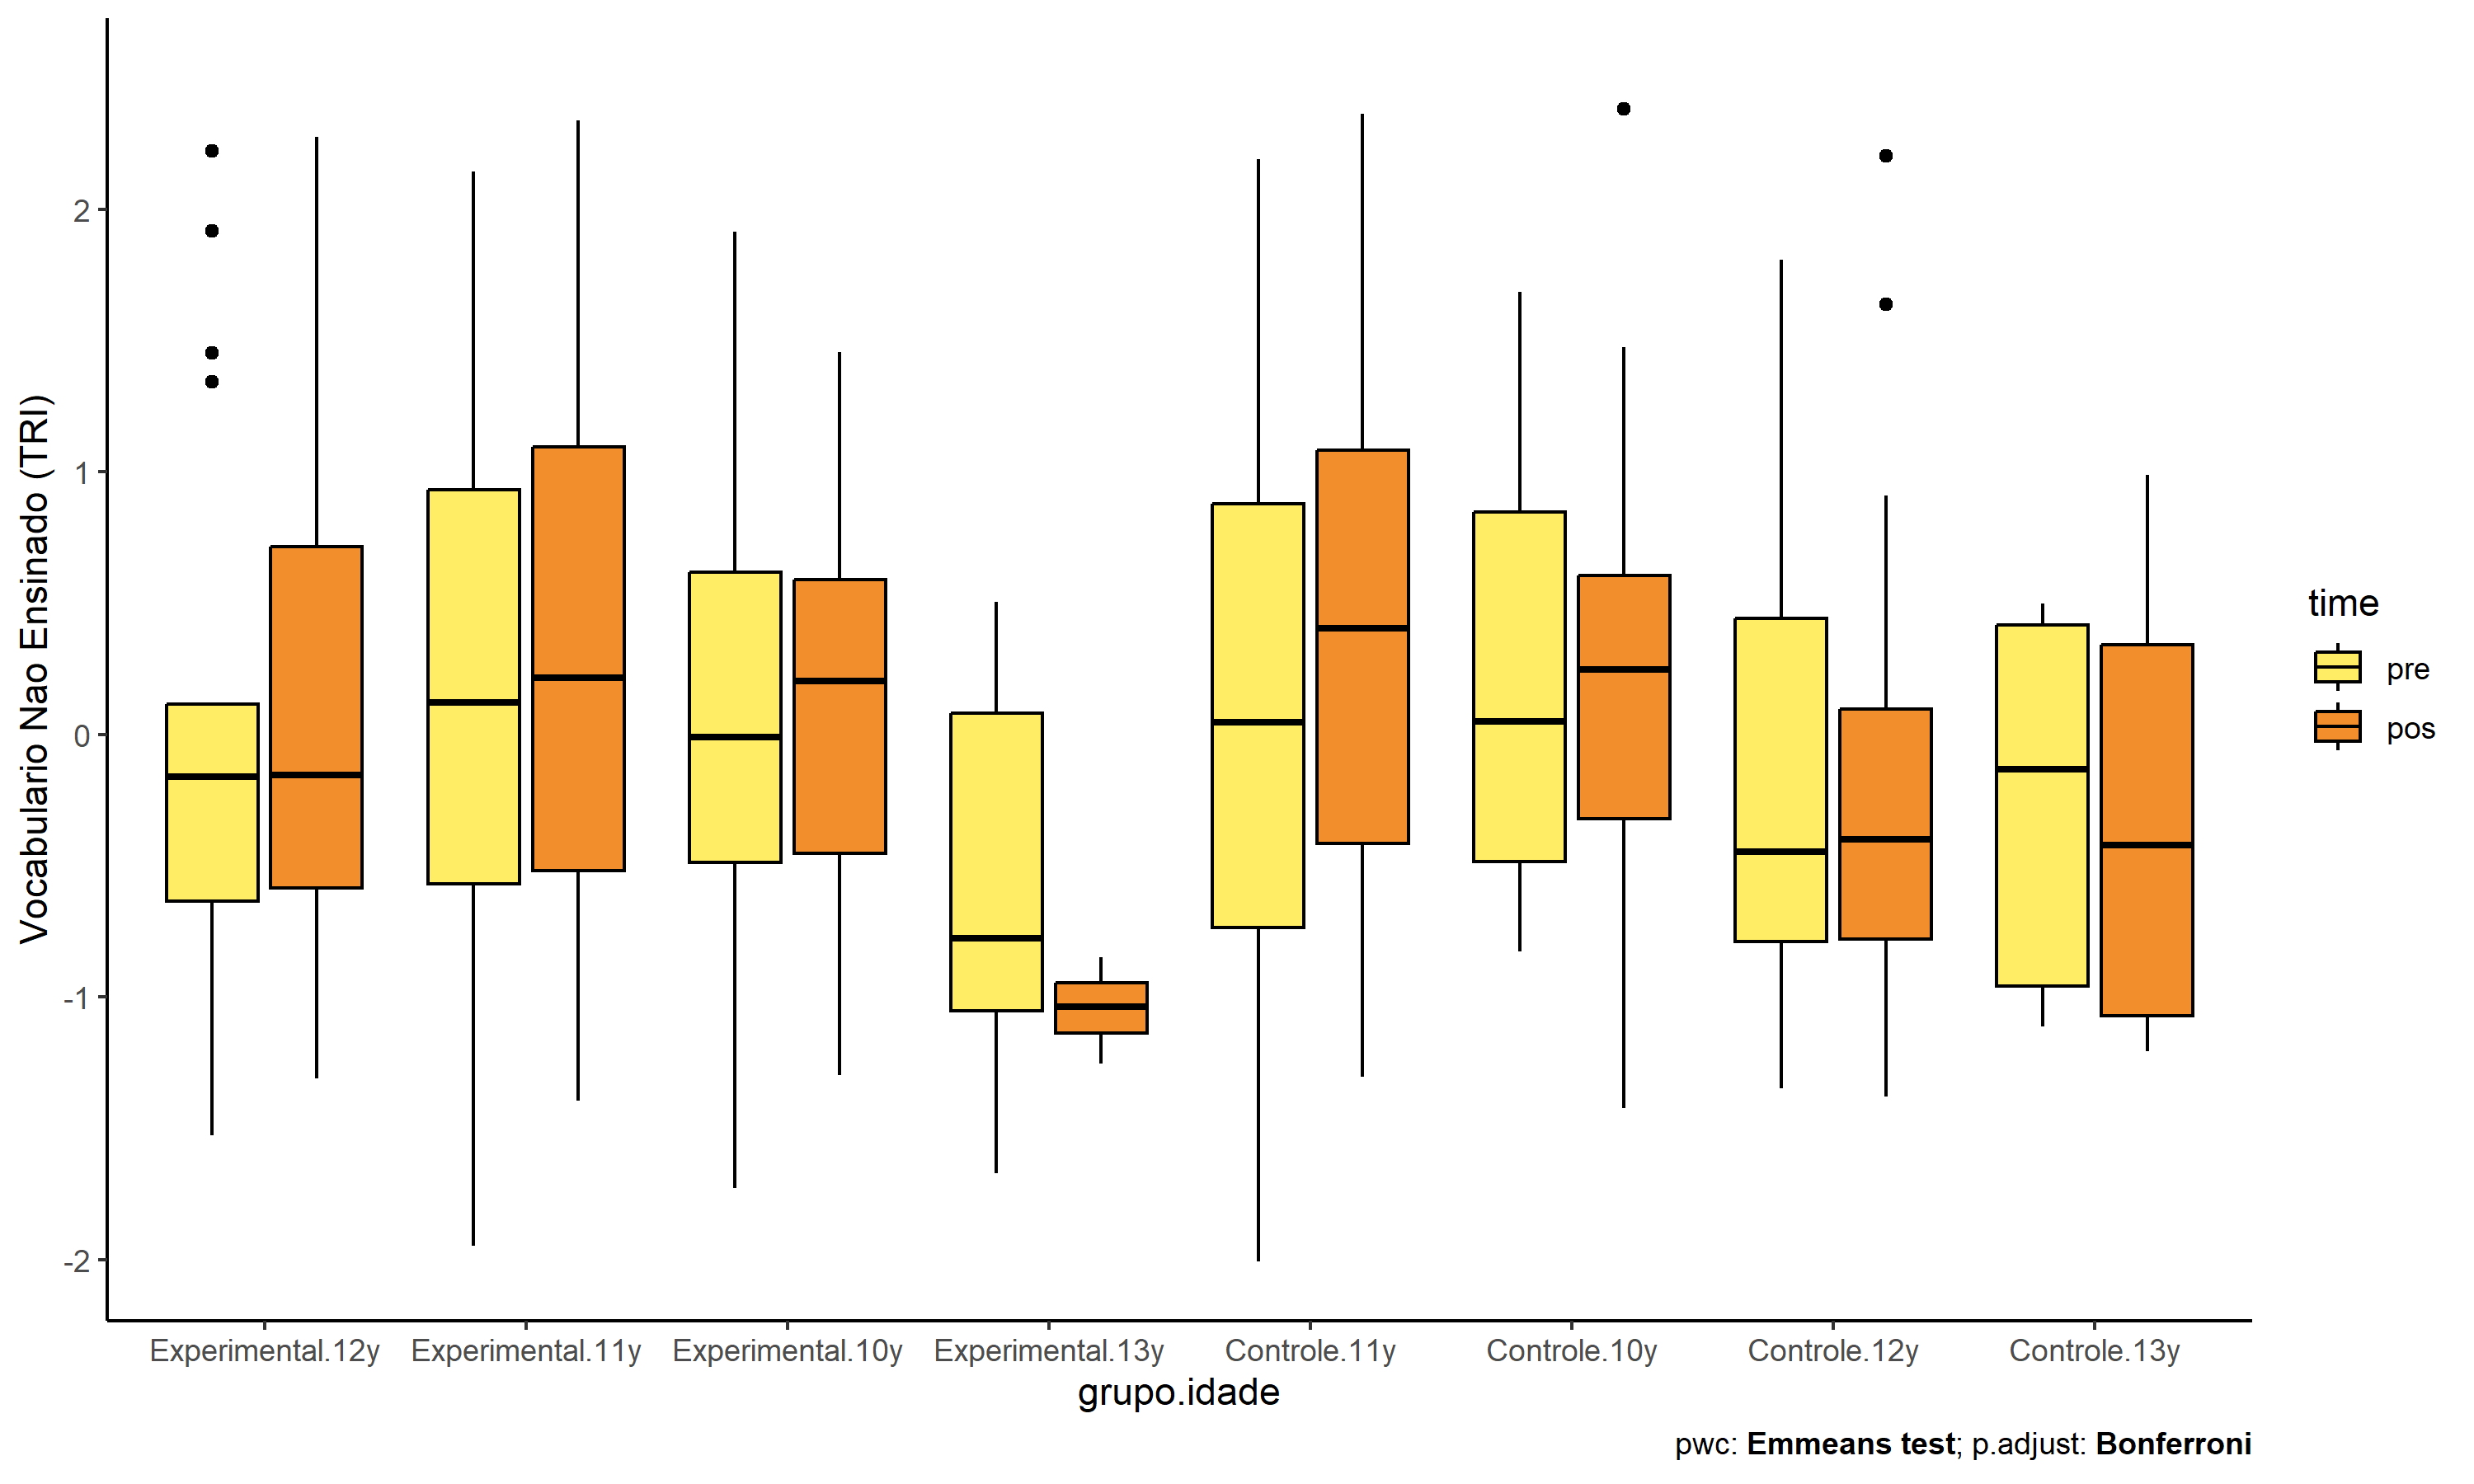 Vocabulario Nao Ensinado (TRI)
2
1
0
-1
-2
Experimental.12y Experimental.11y Experimental.10y Experimental.13y Controle.11y Controle.10y Controle.12y Controle.13y
grupo.idade
time
pre
pos
pwc: Emmeans test; p.adjust: Bonferroni